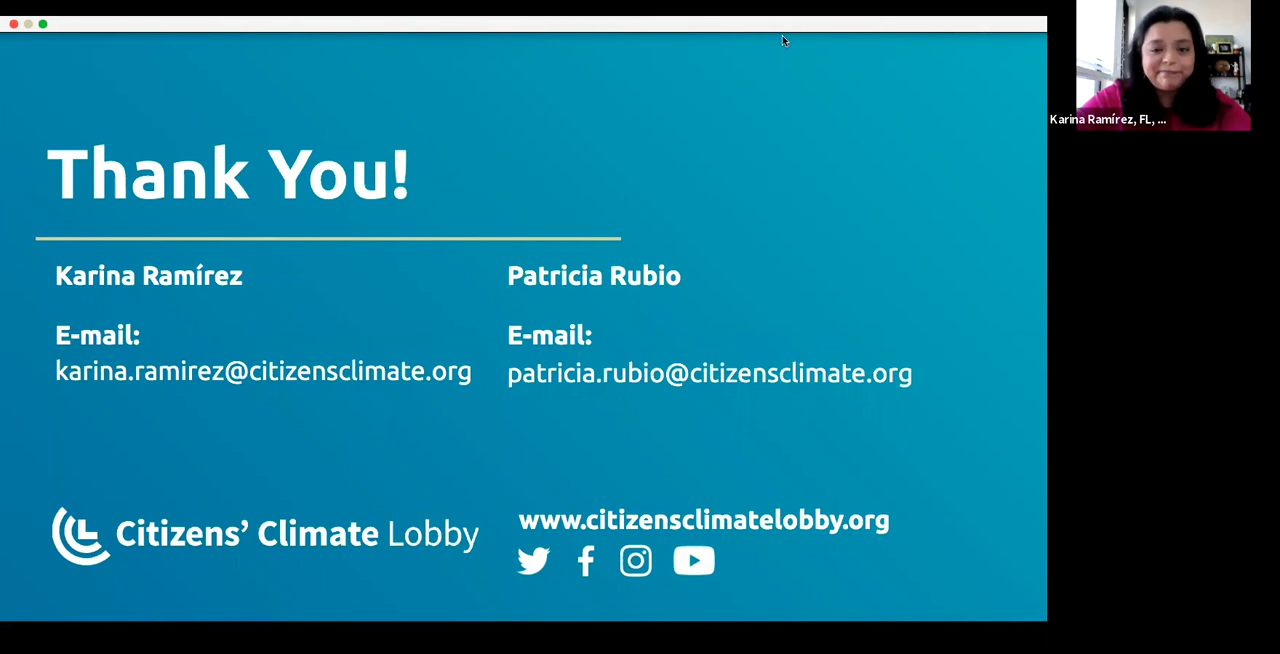 Thank You!
Karina Ramírez
Patricia Rubio
E-mail:
karina.ramirez@citizensclimate.org
E-mail:
patricia.rubio@citizensclimate.org
Citizens’ Climate Lobby
www.citizensclimatelobby.org
Karina Ramírez, FL, ...